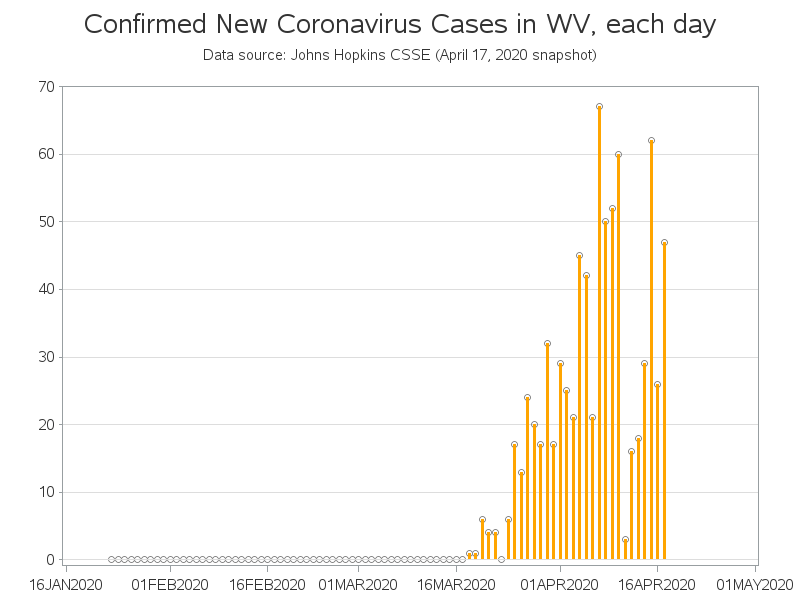 Confirmed New Coronavirus Cases in WV, each day
Data source: Johns Hopkins CSSE (April 17, 2020 snapshot)
70
60
50
40
30
20
10
0
16JAN2020 01FEB2020 16FEB2020 01MAR2020 16MAR2020 01APR2020 16APR2020 01MAY2020